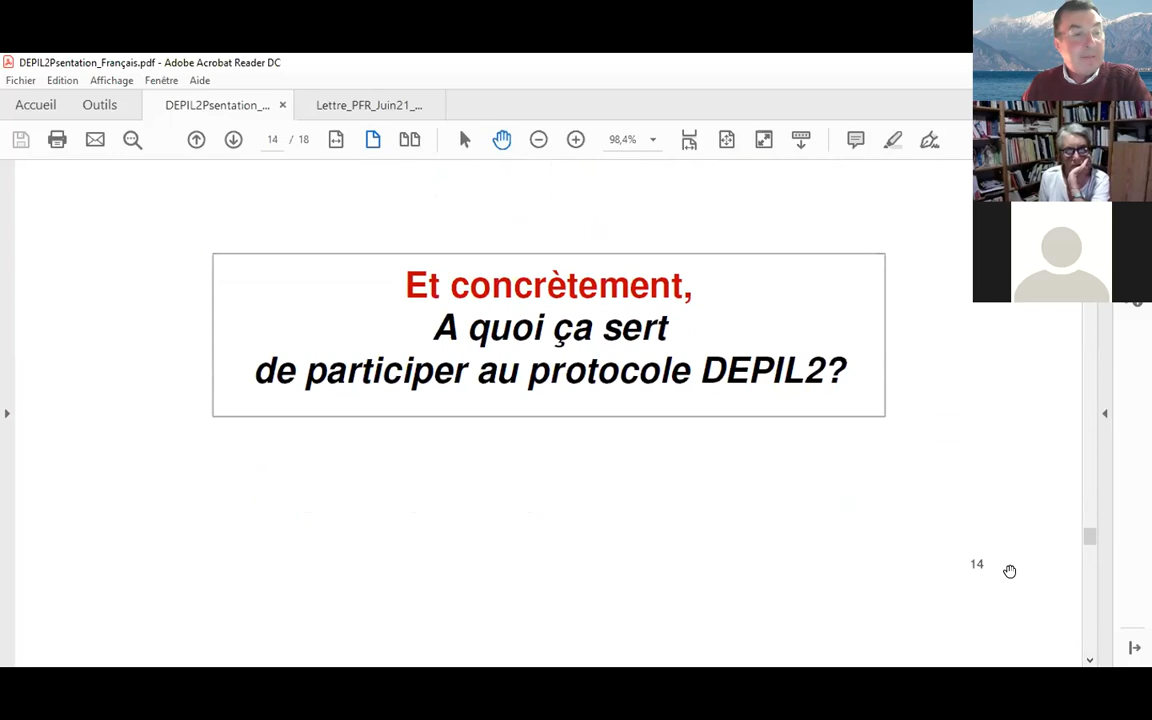 DEPIL2Psentation_Français.pdf - Adobe Acrobat Reader DC
Fichier Edition Affichage Fenêtre Aide
Accueil Outils DEPIL2Psentation_... × Lettre_PFR_Juin21_...
14 / 18 98,4%
Et concrètement,
A quoi ça sert
de participer au protocole DEPIL2?
14